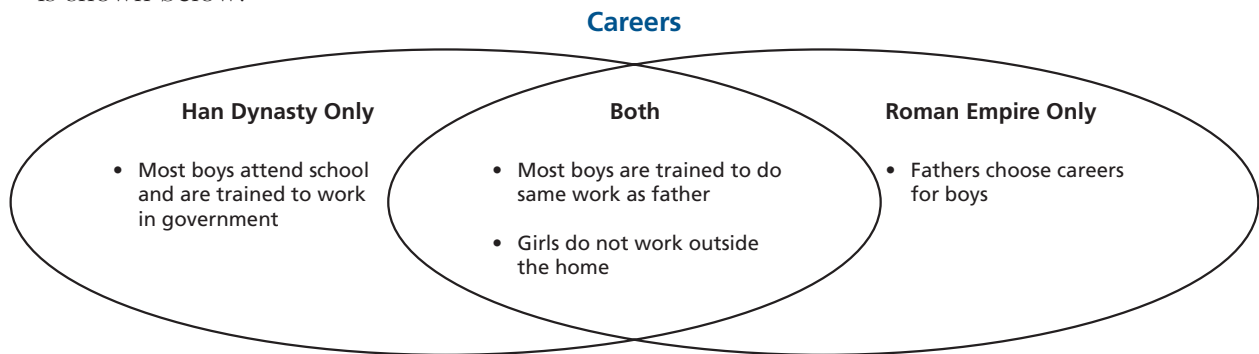 Careers
Han Dynasty Only
• Most boys attend school
and are trained to work
in government
Both
• Most boys are trained to do
same work as father
• Girls do not work outside
the home
Roman Empire Only
• Fathers choose careers
for boys